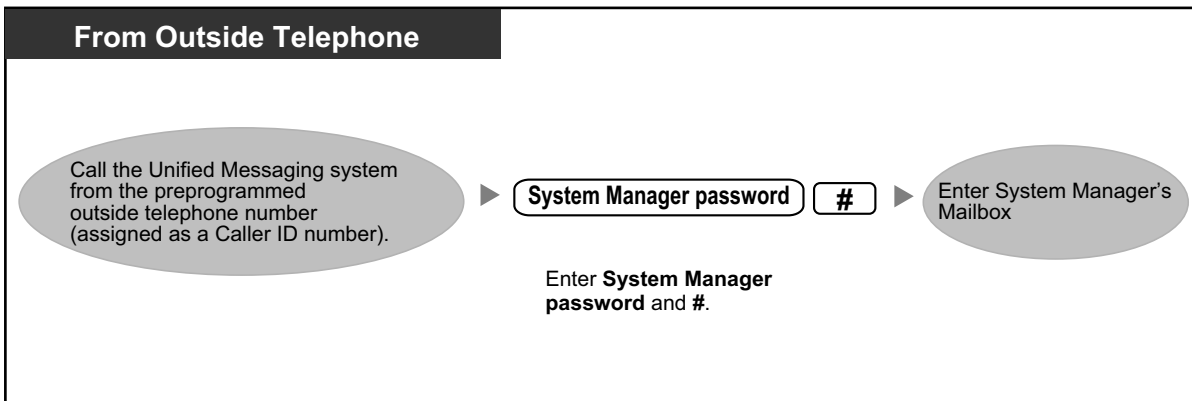 From Outside Telephone
Call the Unified Messaging system
from the preprogrammed
outside telephone number
(assigned as a Caller ID number).
System Manager password
#
Enter System Manager
password and #.
Enter System Manager’s
Mailbox